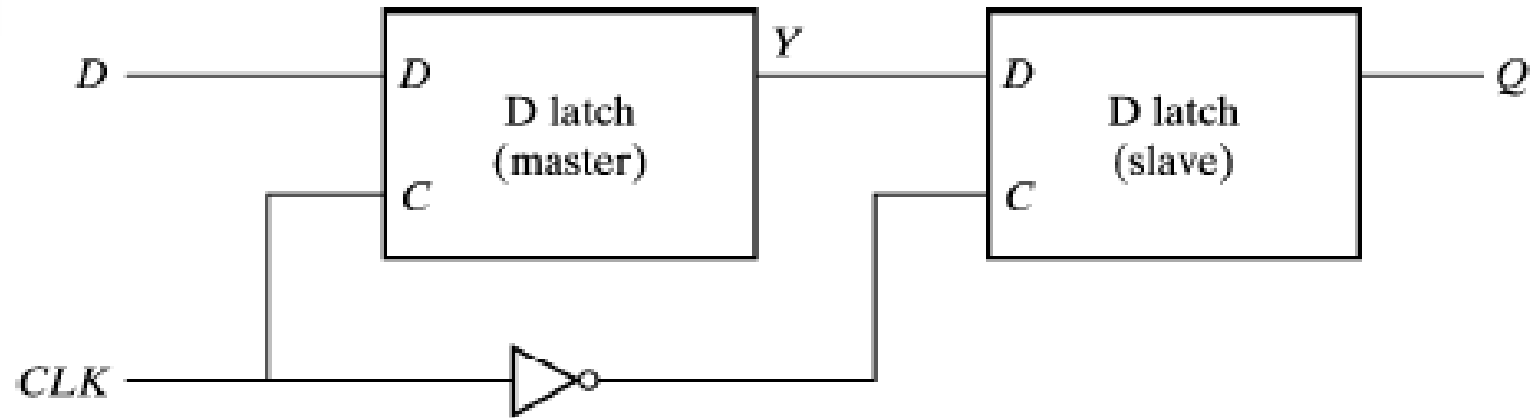 D
D
D latch
(master)
C
Y
D
D latch
(slave)
C
Q
CLK